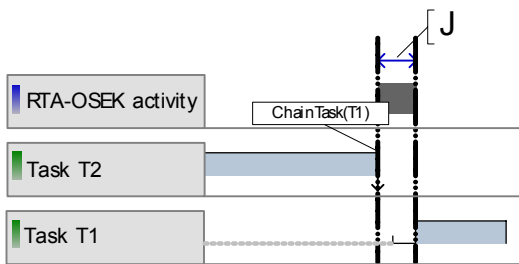 J
RTA-OSEK activity
ChainTask(T1)
Task T2
Task T1